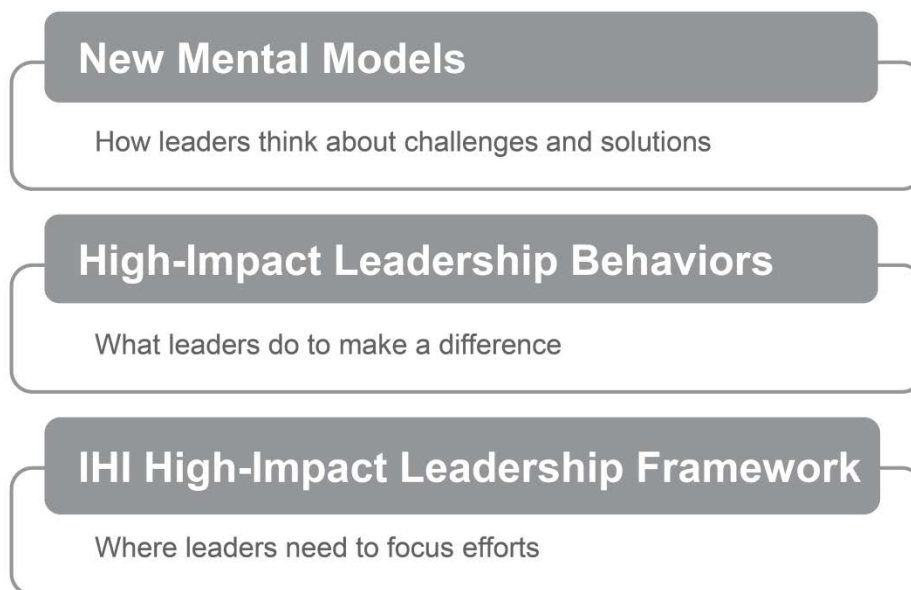 New Mental Models
How leaders think about challenges and solutions
High-Impact Leadership Behaviors
What leaders do to make a difference
IHI High-Impact Leadership Framework
Where leaders need to focus efforts